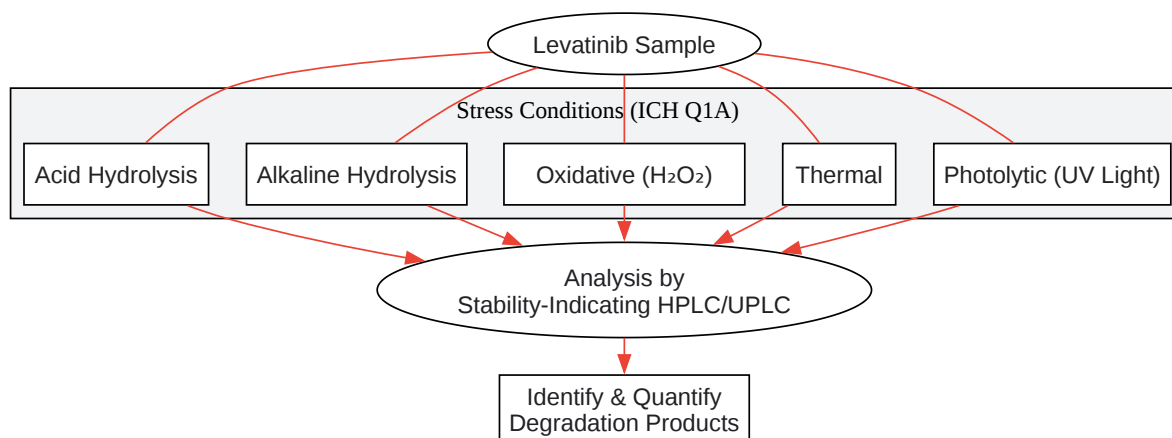 Levatinib Sample
Stress Conditions (ICH Q1A)
Acid Hydrolysis
Alkaline Hydrolysis
Oxidative (H₂O₂)
Thermal
Photolytic (UV Light)
Analysis by
Stability-Indicating HPLC/UPLC
Identify & Quantify
Degradation Products